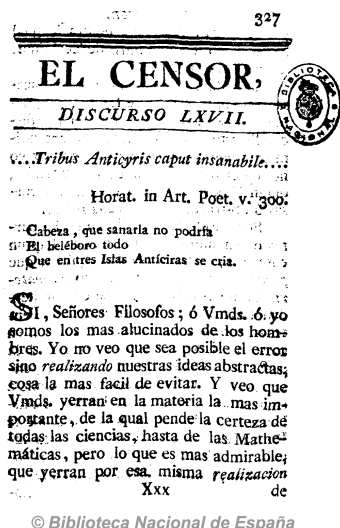 327
EL CENSOR,
DISCURSO LXVII.
BIBLIOTECA NACIONAL
....Tribus Anticyris caput insanabile....
Horat. in Art. Poet. v. 300.
Cabeza, que sanarla no podría
El heléboro todo
Que en tres Islas Antíciras se cria.
SI, Señores Filosofos; ó Vmds. ó yo
somos los mas alucinados de los hom-
bres. Yo no veo que sea posible el error
sino realizando nuestras ideas abstractas;
cosa la mas facil de evitar. Y veo que
Vmds. yerran en la materia la mas im-
portante, de la qual pende la certeza de
todas las ciencias, hasta de las Mathe-
máticas, pero lo que es mas admirable,
que yerran por esa misma realizacion
Xxx de
© Biblioteca Nacional de España